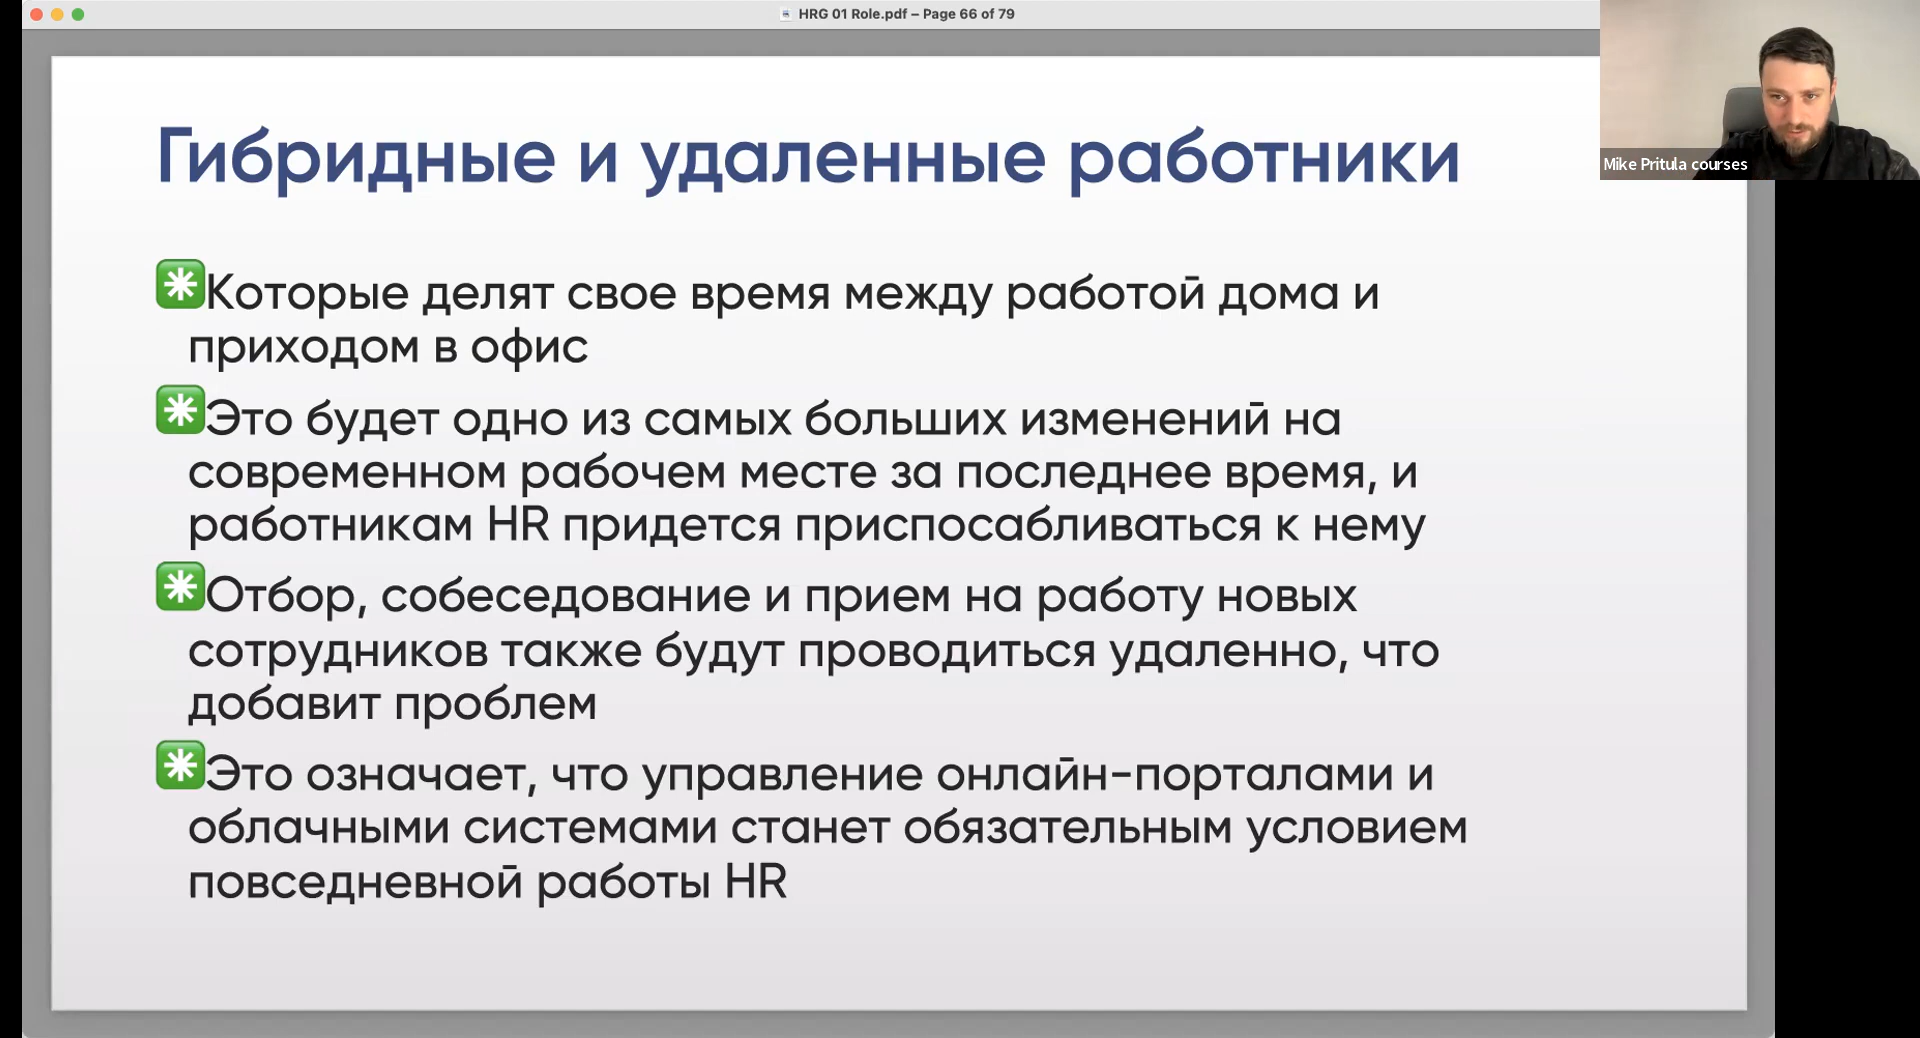 HRG 01 Role.pdf – Page 66 of 79
Mike Pritula courses
Гибридные и удаленные работники
Которые делят свое время между работой дома и
приходом в офис
Это будет одно из самых больших изменений на
современном рабочем месте за последнее время, и
работникам HR придется приспосабливаться к нему
Отбор, собеседование и прием на работу новых
сотрудников также будут проводиться удаленно, что
добавит проблем
Это означает, что управление онлайн-порталами и
облачными системами станет обязательным условием
повседневной работы HR